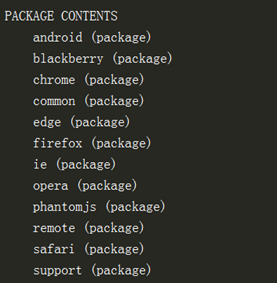 PACKAGE CONTENTS
android (package)
blackberry (package)
chrome (package)
common (package)
edge (package)
firefox (package)
ie (package)
opera (package)
phantomjs (package)
remote (package)
safari (package)
support (package)